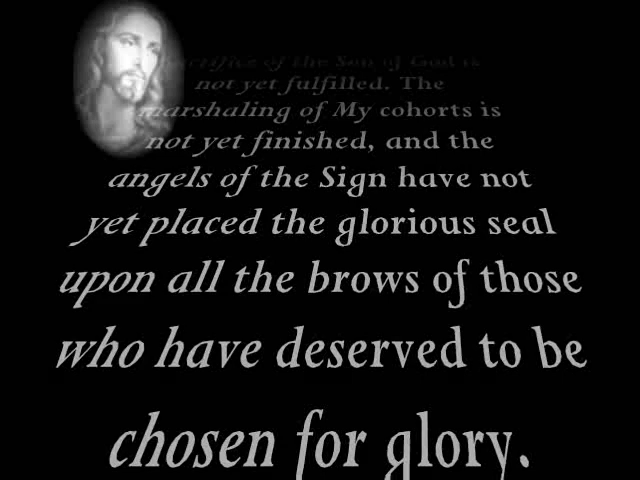 sacrifice of the Son of God is
not yet fulfilled. The
marshaling of My cohorts is
not yet finished, and the
angels of the Sign have not
yet placed the glorious seal
upon all the brows of those
who have deserved to be
chosen for glory.